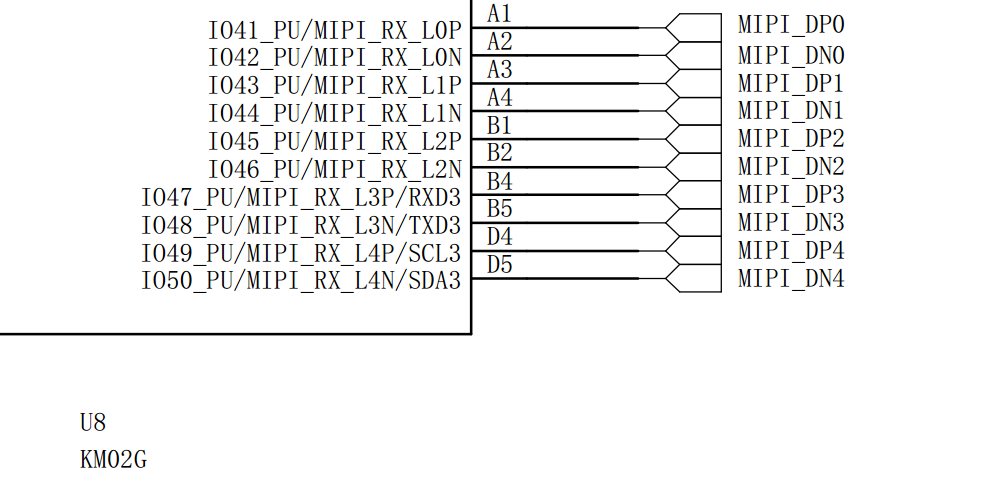 IO41_PU/MIPI_RX_L0P A1 MIPI_DP0
IO42_PU/MIPI_RX_L0N A2 MIPI_DN0
IO43_PU/MIPI_RX_L1P A3 MIPI_DP1
IO44_PU/MIPI_RX_L1N A4 MIPI_DN1
IO45_PU/MIPI_RX_L2P B1 MIPI_DP2
IO46_PU/MIPI_RX_L2N B2 MIPI_DN2
IO47_PU/MIPI_RX_L3P/RXD3 B4 MIPI_DP3
IO48_PU/MIPI_RX_L3N/TXD3 B5 MIPI_DN3
IO49_PU/MIPI_RX_L4P/SCL3 D4 MIPI_DP4
IO50_PU/MIPI_RX_L4N/SDA3 D5 MIPI_DN4
U8
KM02G